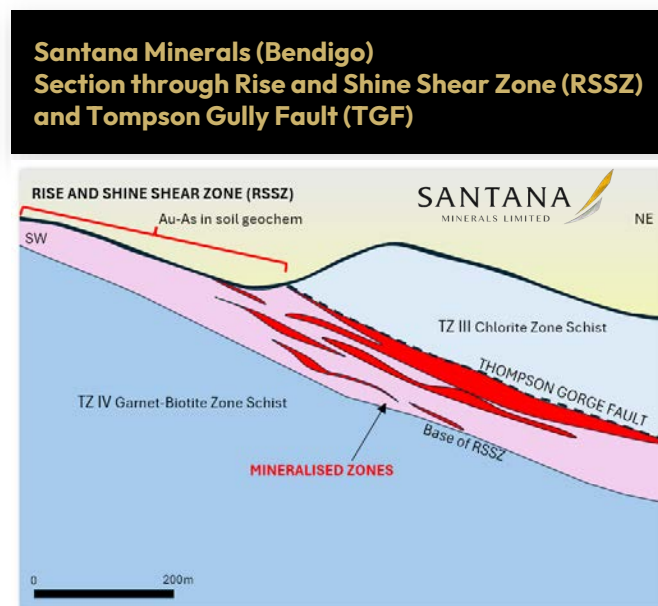 Santana Minerals (Bendigo)
Section through Rise and Shine Shear Zone (RSSZ)
and Tompson Gully Fault (TGF)
RISE AND SHINE SHEAR ZONE (RSSZ)
SANTANA
MINERALS LIMITED
Au-As in soil geochem
NE
SW
TZ III Chlorite Zone Schist
THOMPSON GORGE FAULT
TZ IV Garnet-Biotite Zone Schist
Base of RSSZ
MINERALISED ZONES
0 200m